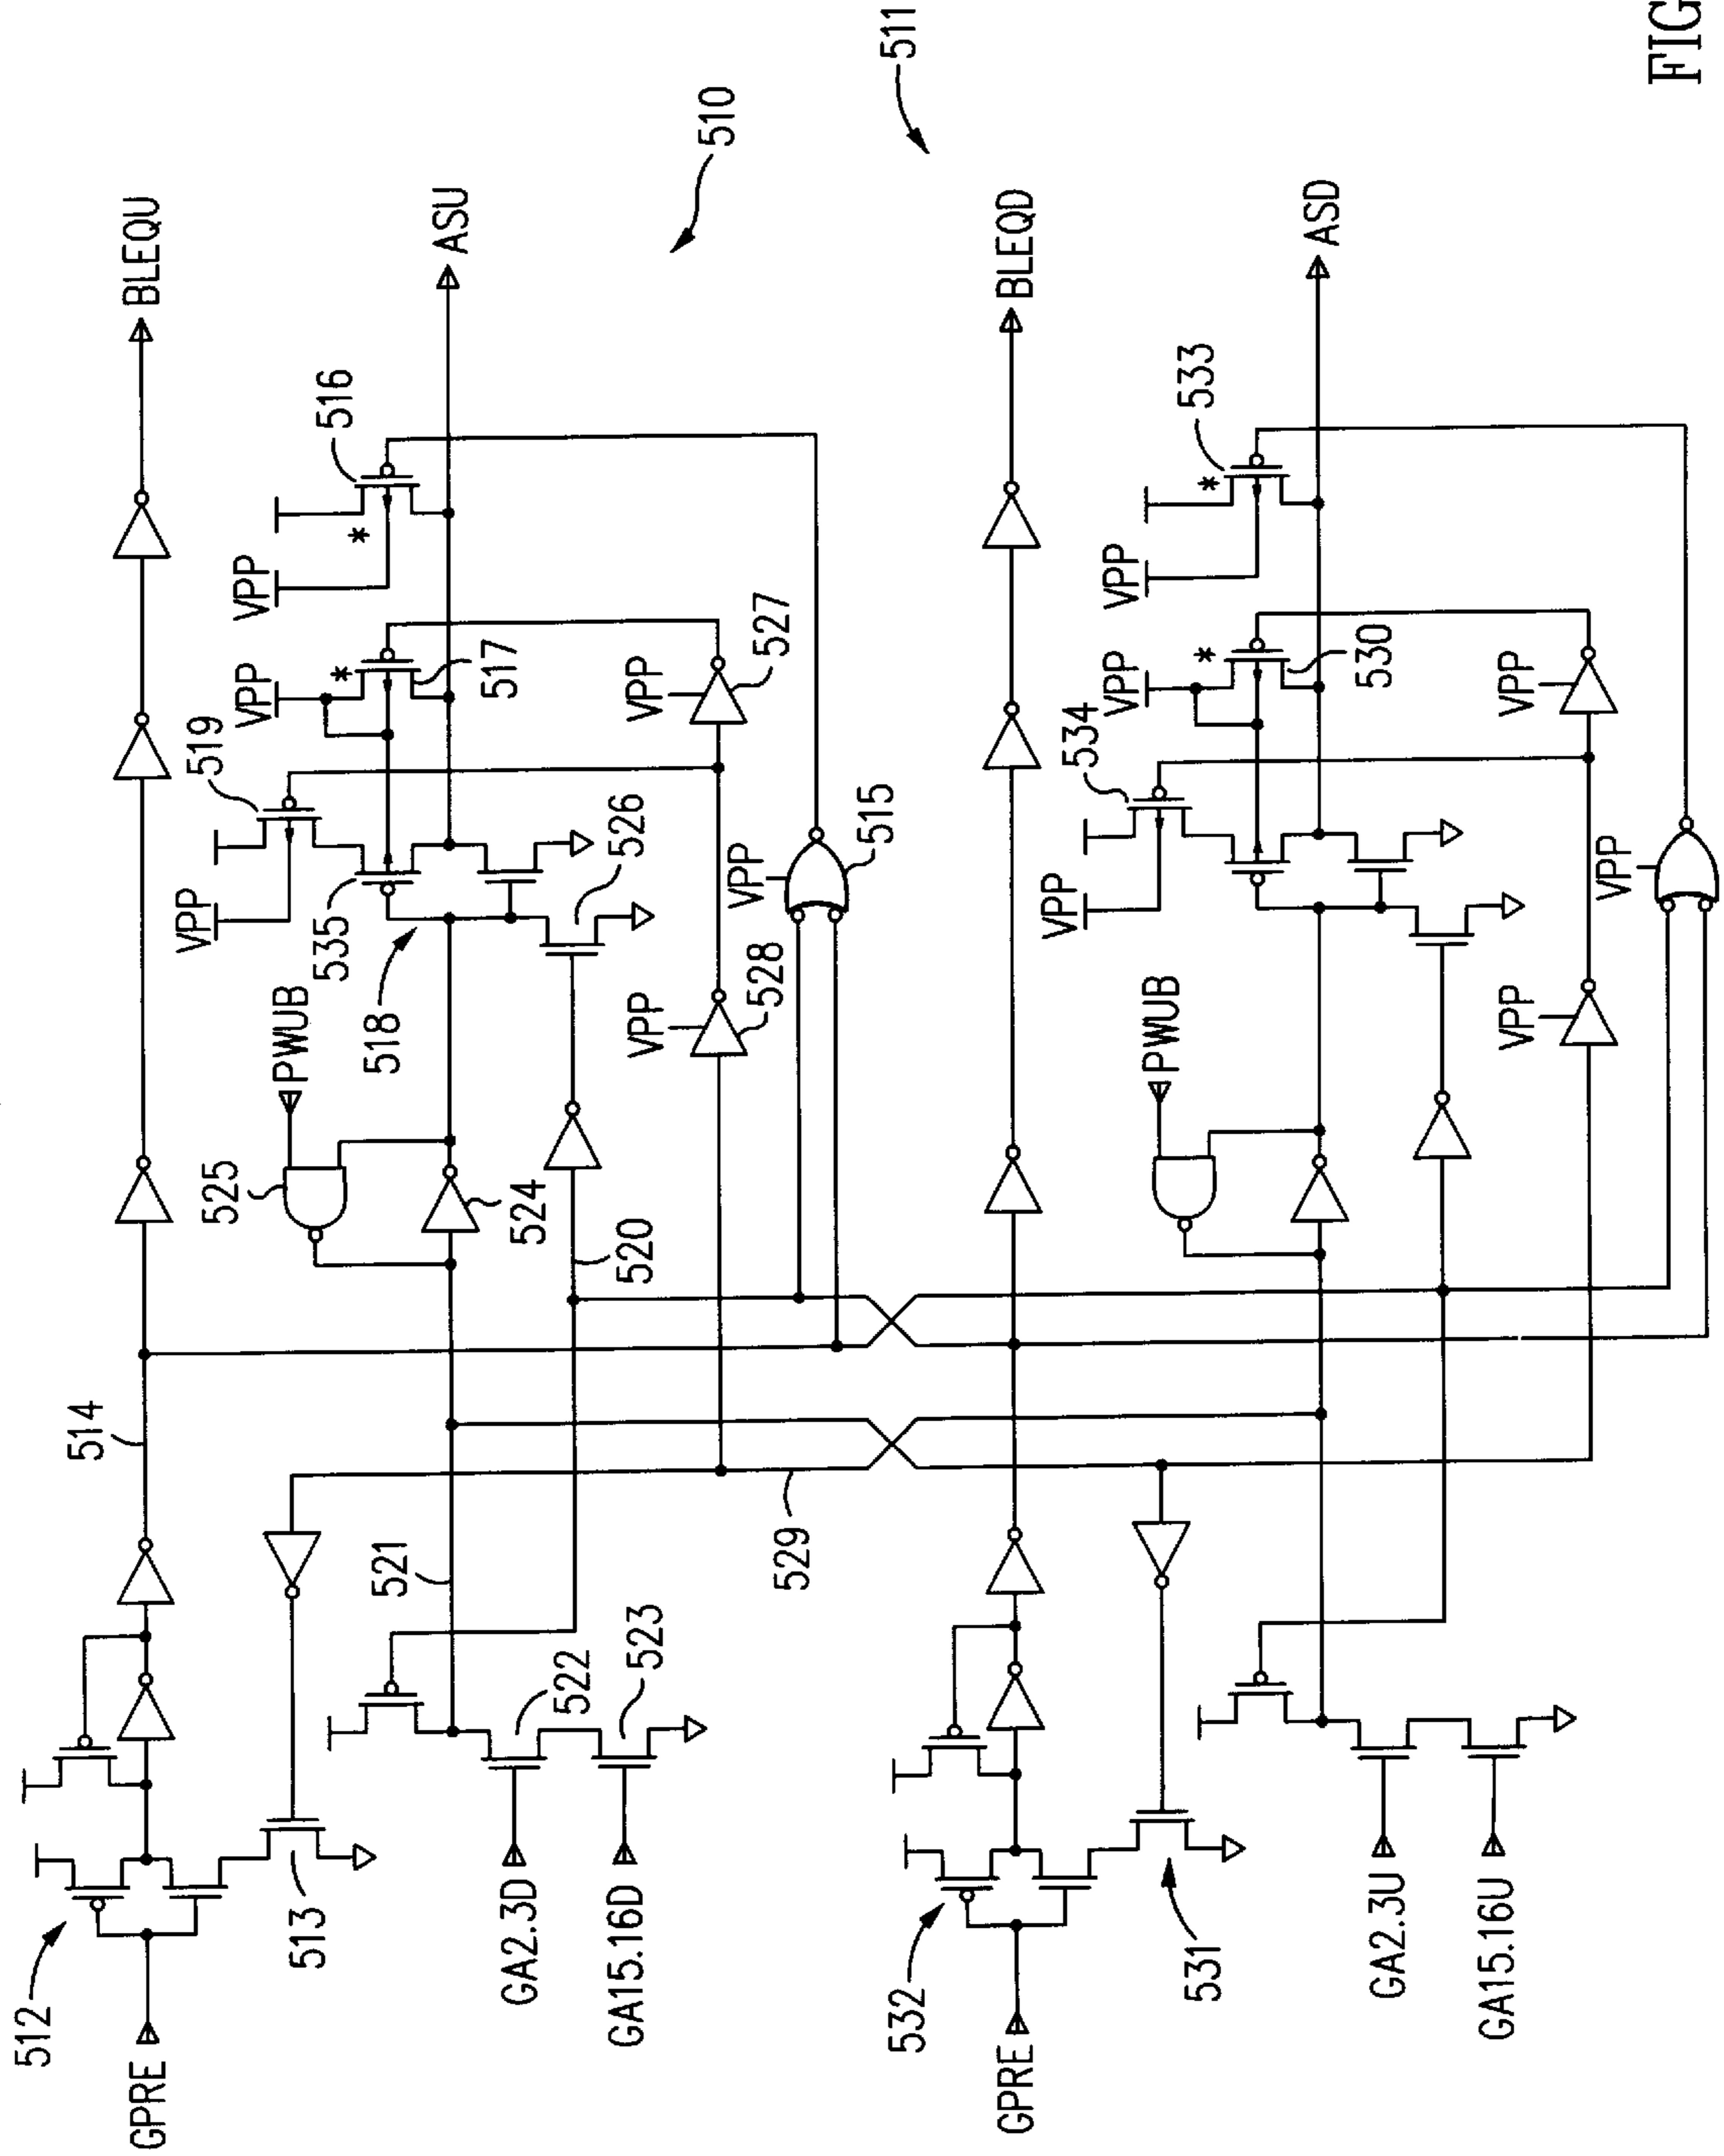 BLEQU
ASU
510
511
FIG
516
VPP
*
VPP
*
517
519
VPP
527
VPP
535
526
VPP
515
518
PWUB
VPP
528
525
524
520
514
521
529
522
523
512
513
GPRE
GA2.3D
GA15.16D
BLEQD
ASD
533
VPP
*
VPP
*
530
534
VPP
VPP
VPP
PWUB
VPP
532
531
GPRE
GA2.3U
GA15.16U